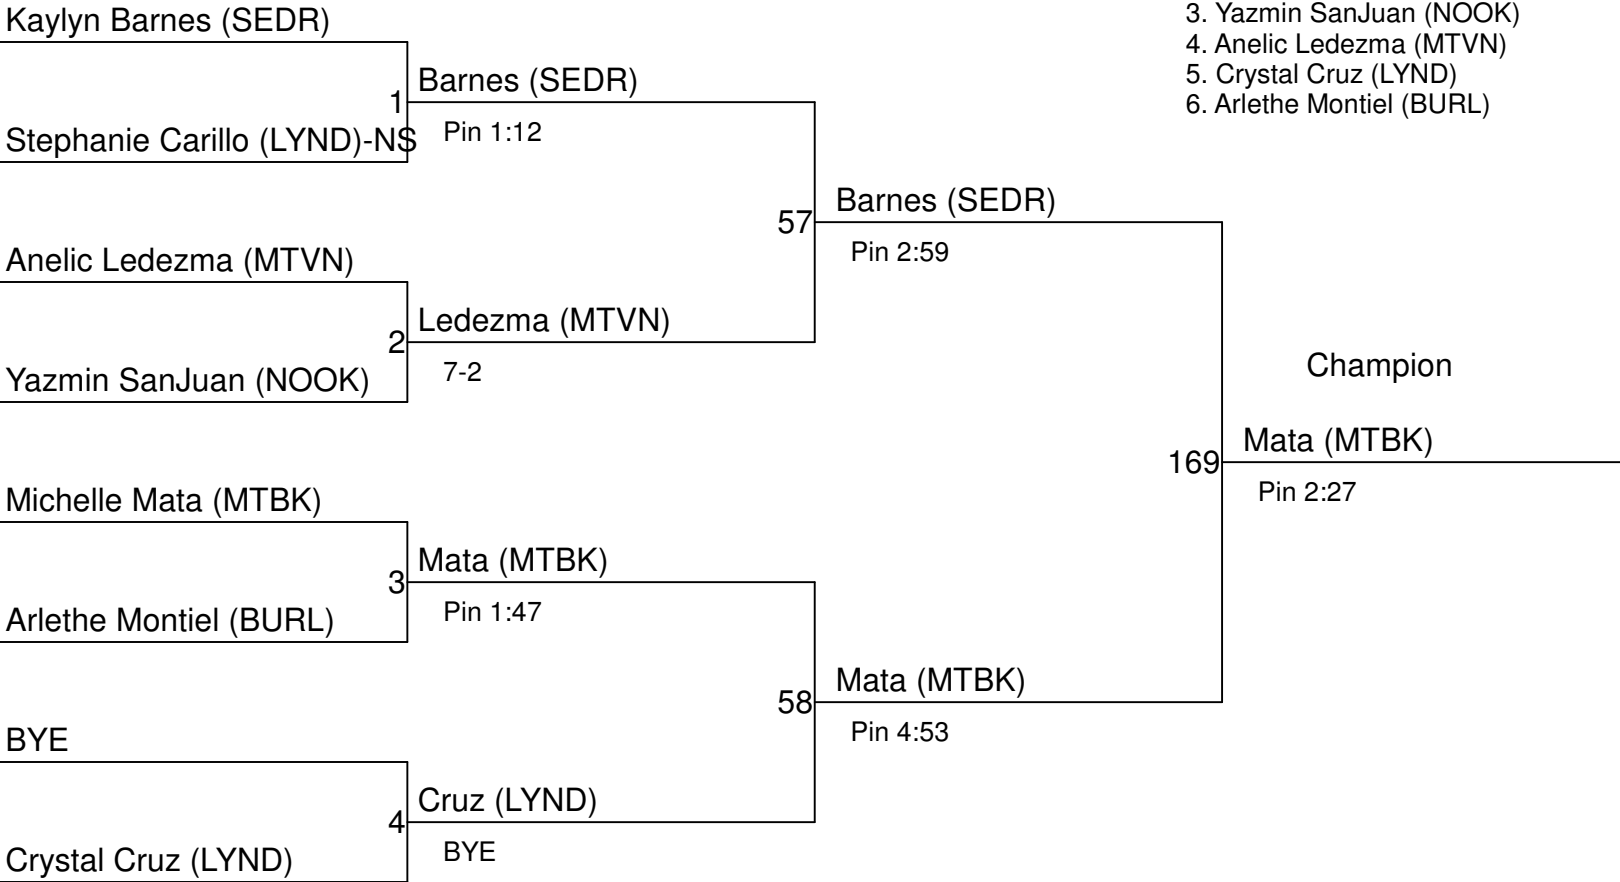 Kaylyn Barnes (SEDR)
3. Yazmin SanJuan (NOOK)
4. Anelic Ledezma (MTVN)
5. Crystal Cruz (LYND)
6. Arlethe Montiel (BURL)
Barnes (SEDR)
1
Pin 1:12
Stephanie Carillo (LYND)-NS
Barnes (SEDR)
57
Pin 2:59
Anelic Ledezma (MTVN)
Ledezma (MTVN)
2
7-2
Yazmin SanJuan (NOOK)
Champion
Mata (MTBK)
169
Pin 2:27
Michelle Mata (MTBK)
Mata (MTBK)
3
Pin 1:47
Arlethe Montiel (BURL)
Mata (MTBK)
58
Pin 4:53
BYE
Cruz (LYND)
4
BYE
Crystal Cruz (LYND)